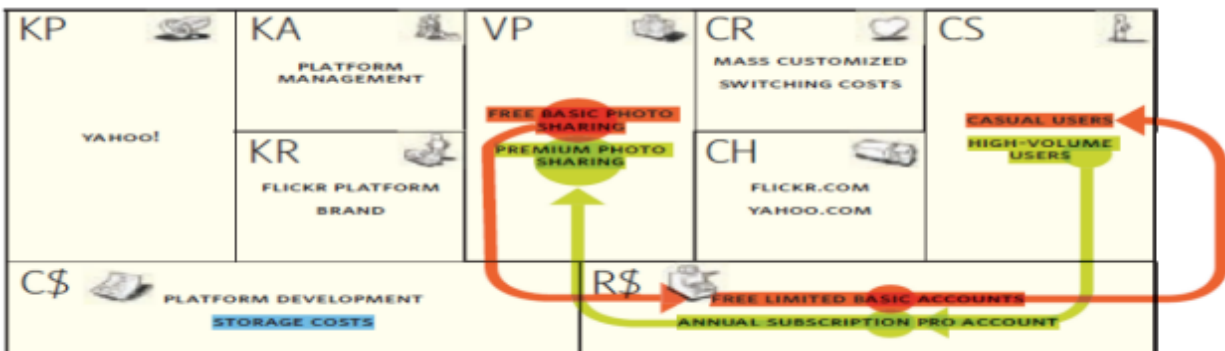 KP
YAHOO!
KA
PLATFORM
MANAGEMENT
KR
FLICKR PLATFORM
BRAND
VP
FREE BASIC PHOTO
SHARING
PREMIUM PHOTO
SHARING
CR
MASS CUSTOMIZED
SWITCHING COSTS
CH
FLICKR.COM
YAHOO.COM
CS
CASUAL USERS
HIGH-VOLUME
USERS
C$
PLATFORM DEVELOPMENT
STORAGE COSTS
R$
FREE LIMITED BASIC ACCOUNTS
ANNUAL SUBSCRIPTION PRO ACCOUNT